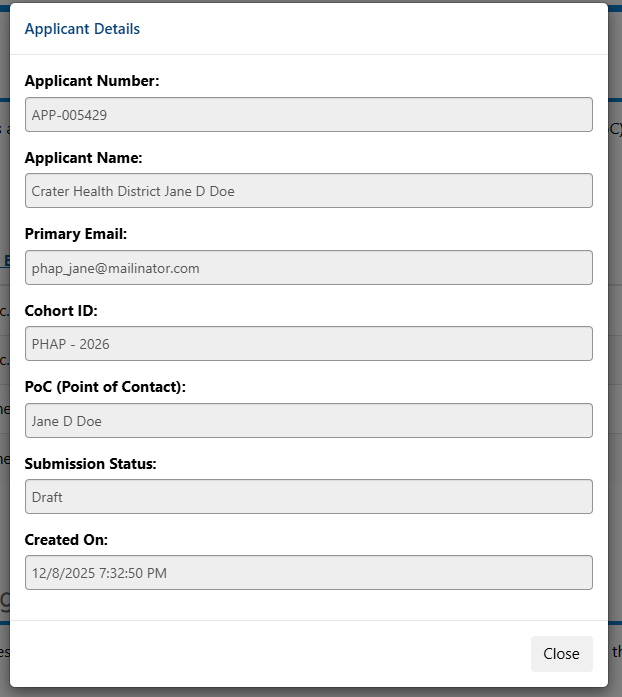 Applicant Details
Applicant Number:
APP-005429
Applicant Name:
Crater Health District Jane D Doe
Primary Email:
phap_jane@mailinator.com
Cohort ID:
PHAP - 2026
PoC (Point of Contact):
Jane D Doe
Submission Status:
Draft
Created On:
12/8/2025 7:32:50 PM
Close